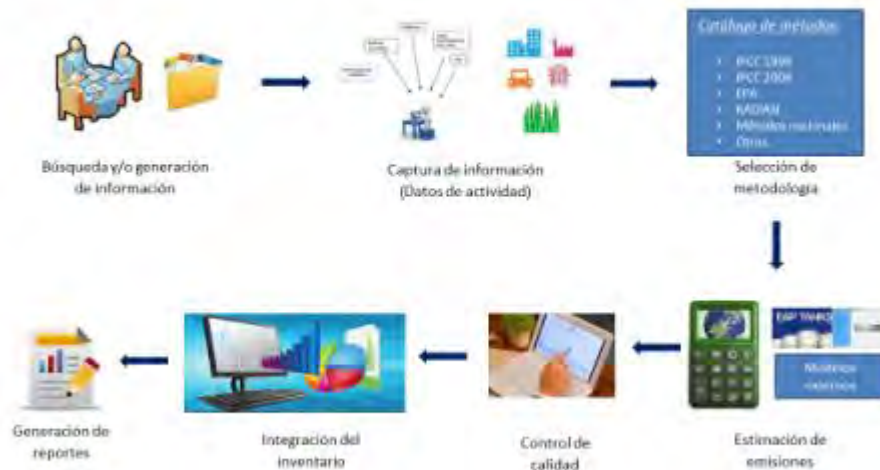 Catálogo de métodos:
IPCC 1996
IPCC 2006
EPA
RADIAN
Métodos nacionales
Otros
Búsqueda y/o generación
de información
Captura de información
(Datos de actividad)
Selección de
metodología
EAP TANKS
Modelos
externos
Generación de
reportes
Integración del
inventario
Control de
calidad
Estimación de
emisiones